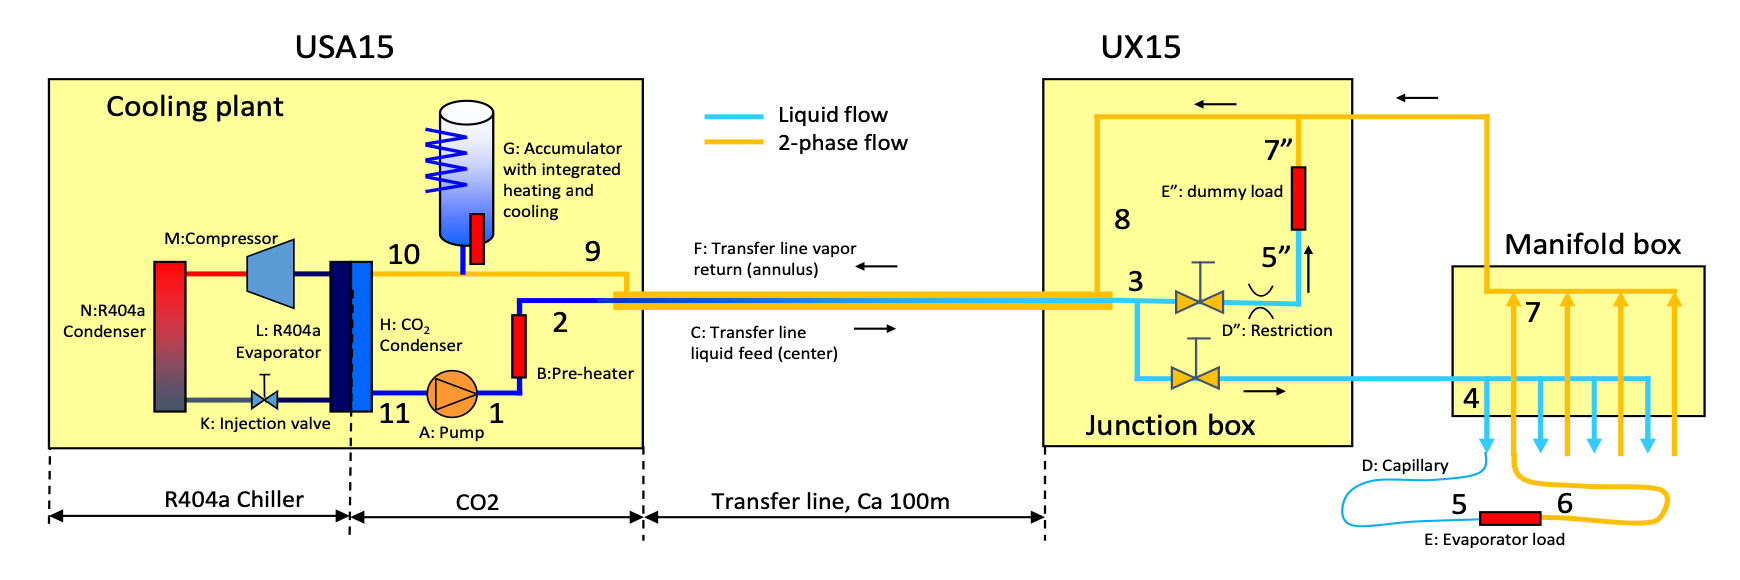 USA15
UX15
Cooling plant
G: Accumulator
with integrated
heating and
cooling
Liquid flow
2-phase flow
7”
E”: dummy load
8
5”
3
D”: Restriction
Junction box
Manifold box
7
4
M:Compressor
10
9
N:R404a
Condenser
L: R404a
Evaporator
H: CO₂
Condenser
2
B:Pre-heater
K: Injection valve
11
1
A: Pump
F: Transfer line vapor
return (annulus)
C: Transfer line
liquid feed (center)
D: Capillary
5
6
E: Evaporator load
R404a Chiller
CO2
Transfer line, Ca 100m